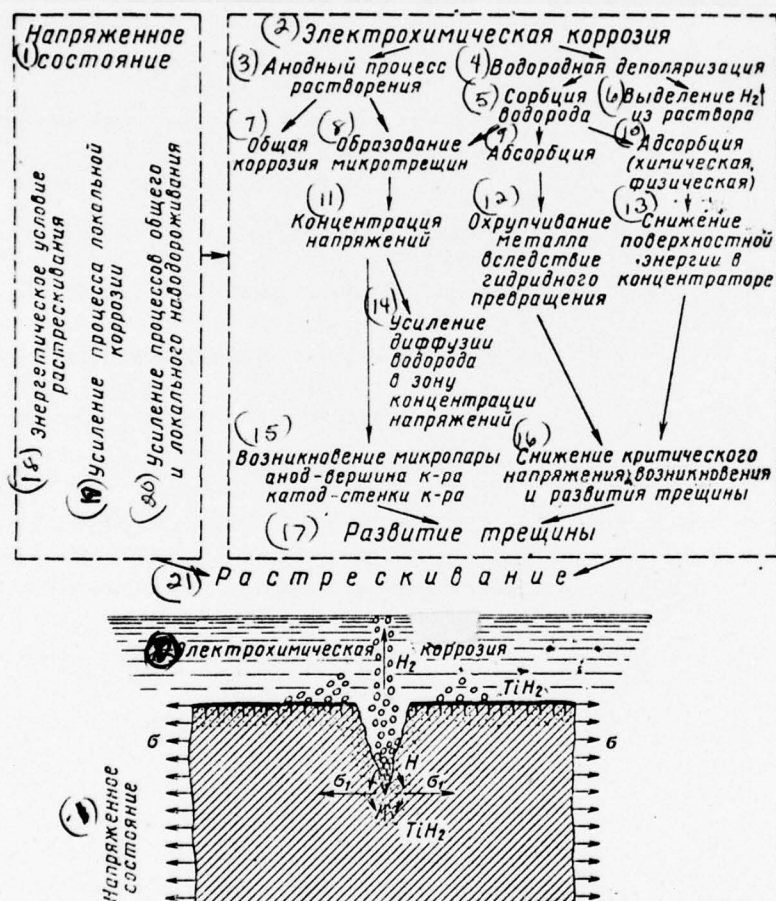 Напряженное
(1) состояние
(18) Энергетическое условие
растрескивания
(19) Усиление процесса локальной
коррозии
(20) Усиление процессов общего
и локального наводороживания
(2) Электрохимическая коррозия
(3) Анодный процесс
растворения
(4) Водородная деполяризация
(5) Сорбция
водорода
(6) Выделение H₂↑
из раствора
(7)
Общая
коррозия
(8)
Образование
микротрещин
(9)
Абсорбция
(10)
Адсорбция
(химическая,
физическая)
(11)
Концентрация
напряжений
(12)
Охрупчивание
металла
вследствие
гидридного
превращения
(13) Снижение
поверхностной
энергии в
концентраторе
(14)
Усиление
диффузии
водорода
в зону
концентрации
напряжений
(15)
Возникновение микропары
анод-вершина к-ра
катод-стенки к-ра
(16)
Снижение критического
напряжения возникновения
и развития трещины
(17) Развитие трещины
(21) Растрескивание
Электрохимическая коррозия
H₂
TiH₂
σ
σ
H
σ₁
σ₁
TiH₂
Напряженное
состояние